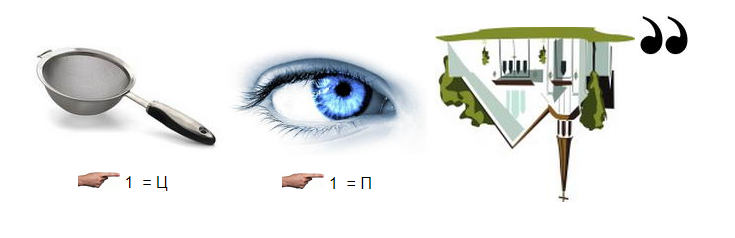 „
1 = Ц
1 = П